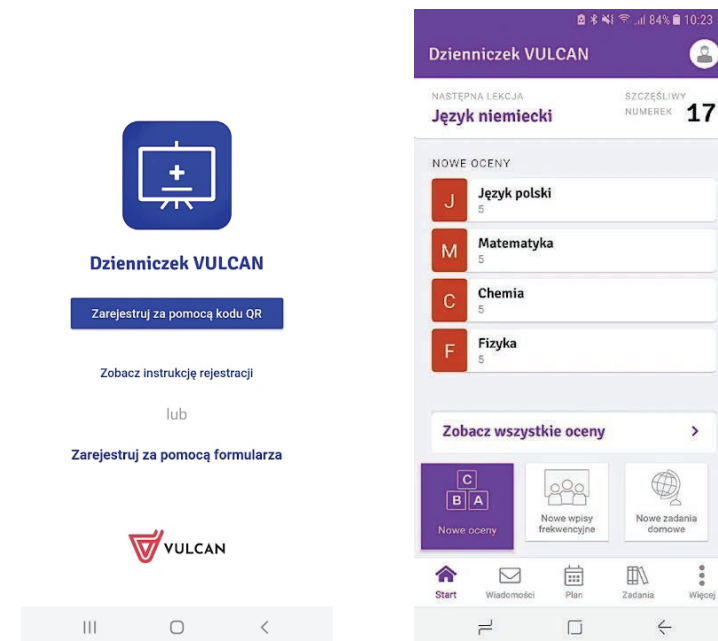 Dzienniczek VULCAN
Zarejestruj za pomocą kodu QR
Zobacz instrukcję rejestracji
lub
Zarejestruj za pomocą formularza
VULCAN
84% 10:23
Dzienniczek VULCAN
NASTĘPNA LEKCJA
Język niemiecki
SZCZĘŚLIWY
NUMEREK 17
NOWE OCENY
J Język polski
5
M Matematyka
5
C Chemia
5
F Fizyka
5
Zobacz wszystkie oceny
C
B A
Nowe oceny
Nowe wpisy
frekwencyjne
Nowe zadania
domowe
Start Wiadomości Plan Zadania Więcej